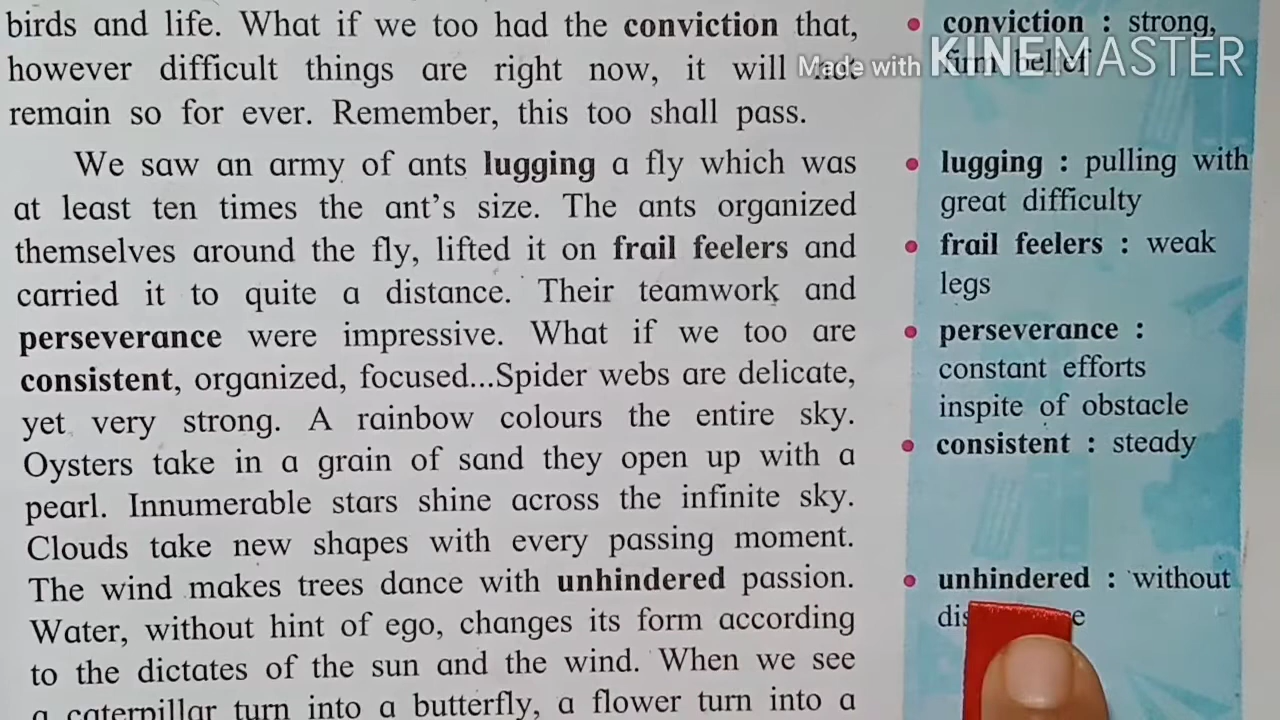 birds and life. What if we too had the conviction that,
however difficult things are right now, it will
remain so for ever. Remember, this too shall pass.
We saw an army of ants lugging a fly which was
at least ten times the ant's size. The ants organized
themselves around the fly, lifted it on frail feelers and
carried it to quite a distance. Their teamwork and
perseverance were impressive. What if we too are
consistent, organized, focused...Spider webs are delicate,
yet very strong. A rainbow colours the entire sky.
Oysters take in a grain of sand they open up with a
pearl. Innumerable stars shine across the infinite sky.
Clouds take new shapes with every passing moment.
The wind makes trees dance with unhindered passion.
Water, without hint of ego, changes its form according
to the dictates of the sun and the wind. When we see
a caterpillar turn into a butterfly, a flower turn into a
• conviction : strong,
firm belief
• lugging : pulling with
great difficulty
• frail feelers : weak
legs
• perseverance :
constant efforts
inspite of obstacle
• consistent : steady
• unhindered : without
Made with KINEMASTER